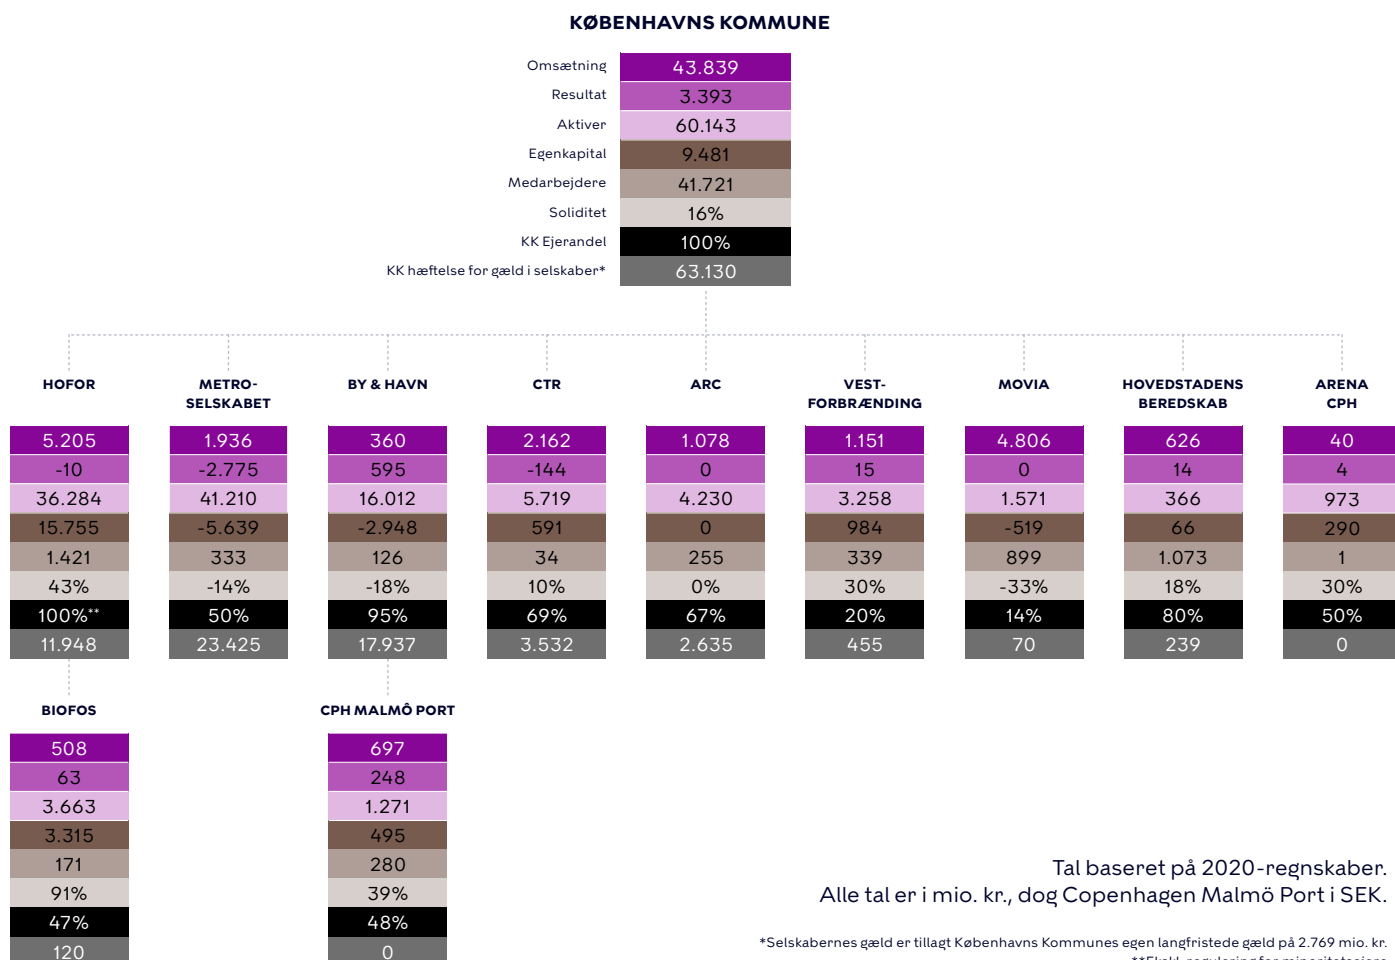 KØBENHAVNS KOMMUNE
Omsætning 43.839
Resultat 3.393
Aktiver 60.143
Egenkapital 9.481
Medarbejdere 41.721
Soliditet 16%
KK Ejerandel 100%
KK hæftelse for gæld i selskaber* 63.130
HOFOR METRO- BY & HAVN CTR ARC VEST- MOVIA HOVEDSTADENS ARENA
SELSKABET FORBRÆNDING BEREDSKAB CPH
5.205 1.936 360 2.162 1.078 1.151 4.806 626 40
-10 -2.775 595 -144 0 15 0 14 4
36.284 41.210 16.012 5.719 4.230 3.258 1.571 366 973
15.755 -5.639 -2.948 591 0 984 -519 66 290
1.421 333 126 34 255 339 899 1.073 1
43% -14% -18% 10% 0% 30% -33% 18% 30%
100%** 50% 95% 69% 67% 20% 14% 80% 50%
11.948 23.425 17.937 3.532 2.635 455 70 239 0
BIOFOS CPH MALMÖ PORT
508 697
63 248
3.663 1.271
3.315 495
171 280
91% 39%
47% 48%
120 0
Tal baseret på 2020-regnskaber.
Alle tal er i mio. kr., dog Copenhagen Malmö Port i SEK.
*Selskabernes gæld er tillagt Københavns Kommunes egen langfristede gæld på 2.769 mio. kr.